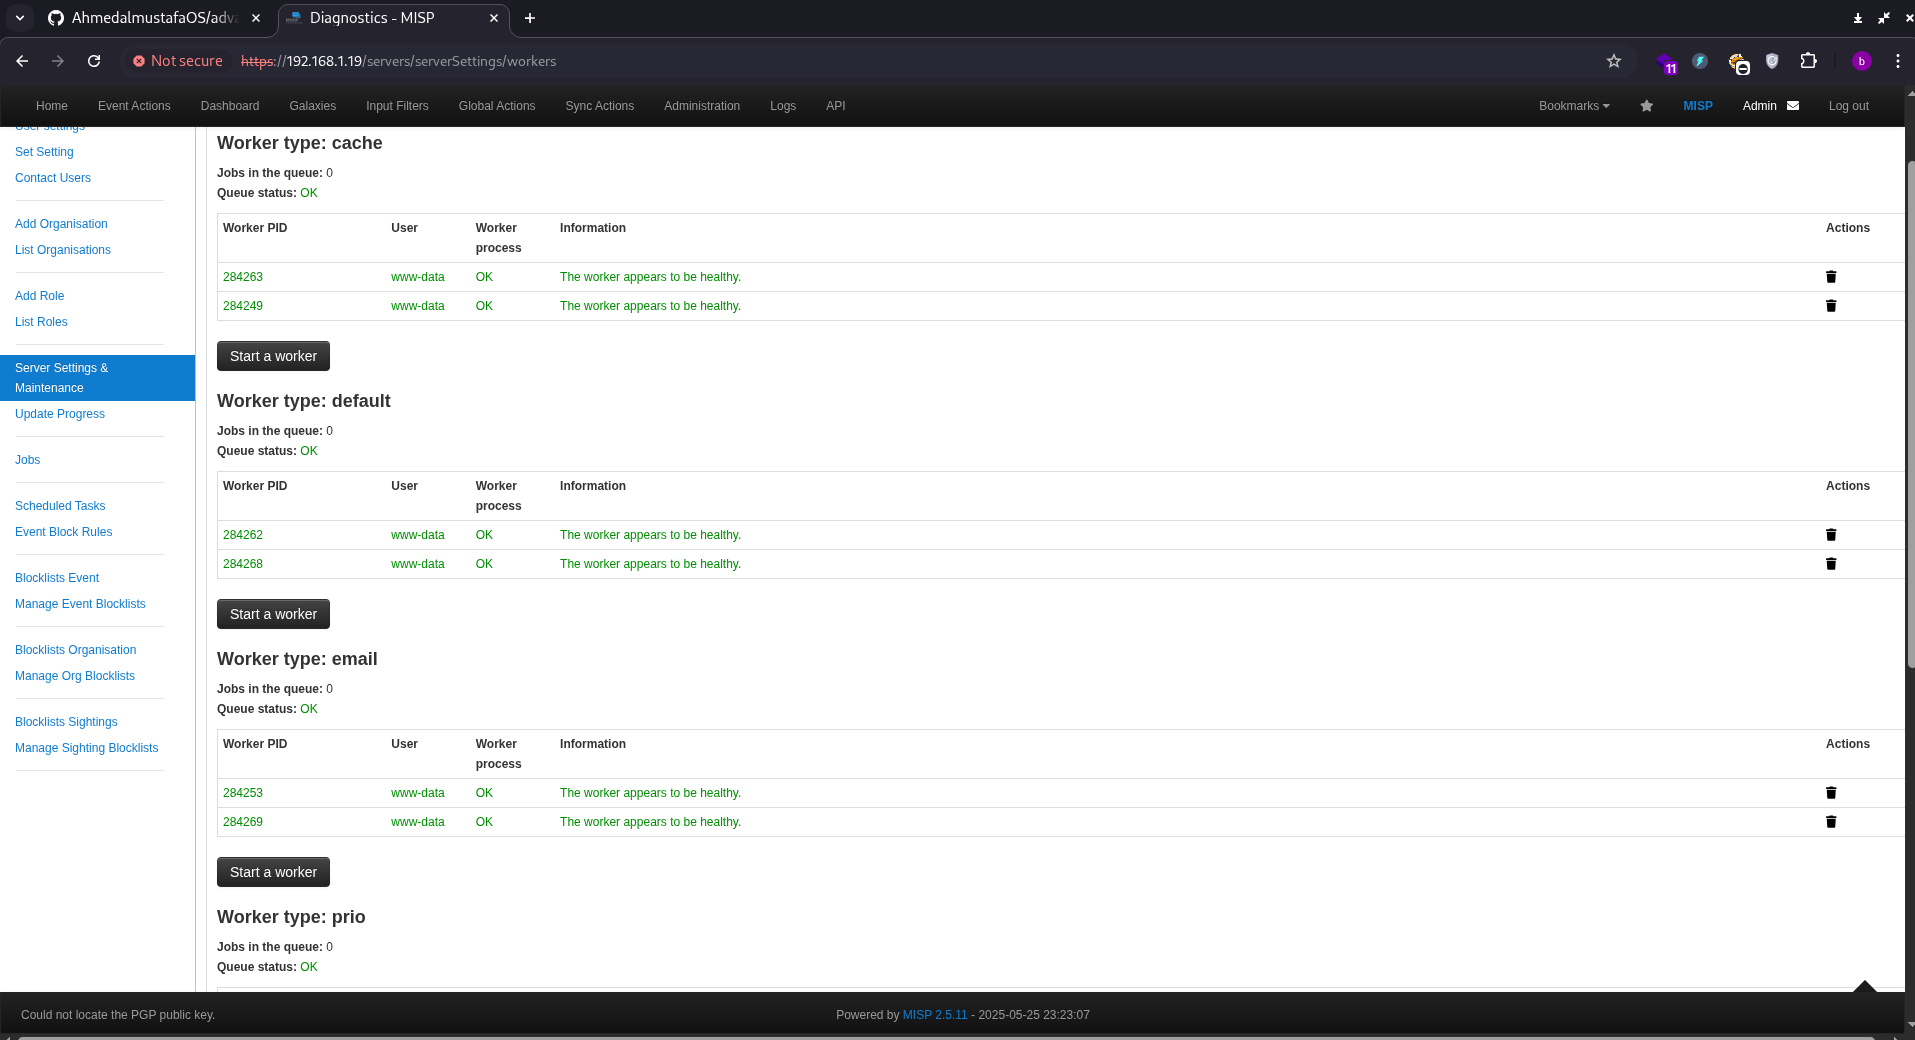 AhmedalmustafaOS/adva
Diagnostics - MISP
Not secure
https://192.168.1.19/servers/serverSettings/workers
11
b
Home
Event Actions
Dashboard
Galaxies
Input Filters
Global Actions
Sync Actions
Administration
Logs
API
Bookmarks
MISP
Admin
Log out
User settings
Set Setting
Contact Users
Add Organisation
List Organisations
Add Role
List Roles
Server Settings &
Maintenance
Update Progress
Jobs
Scheduled Tasks
Event Block Rules
Blocklists Event
Manage Event Blocklists
Blocklists Organisation
Manage Org Blocklists
Blocklists Sightings
Manage Sighting Blocklists
Worker type: cache
Jobs in the queue: 0
Queue status: OK
Worker PID User Worker process Information Actions
284263 www-data OK The worker appears to be healthy.
284249 www-data OK The worker appears to be healthy.
Start a worker
Worker type: default
Jobs in the queue: 0
Queue status: OK
Worker PID User Worker process Information Actions
284262 www-data OK The worker appears to be healthy.
284268 www-data OK The worker appears to be healthy.
Start a worker
Worker type: email
Jobs in the queue: 0
Queue status: OK
Worker PID User Worker process Information Actions
284253 www-data OK The worker appears to be healthy.
284269 www-data OK The worker appears to be healthy.
Start a worker
Worker type: prio
Jobs in the queue: 0
Queue status: OK
Could not locate the PGP public key.
Powered by MISP 2.5.11 - 2025-05-25 23:23:07